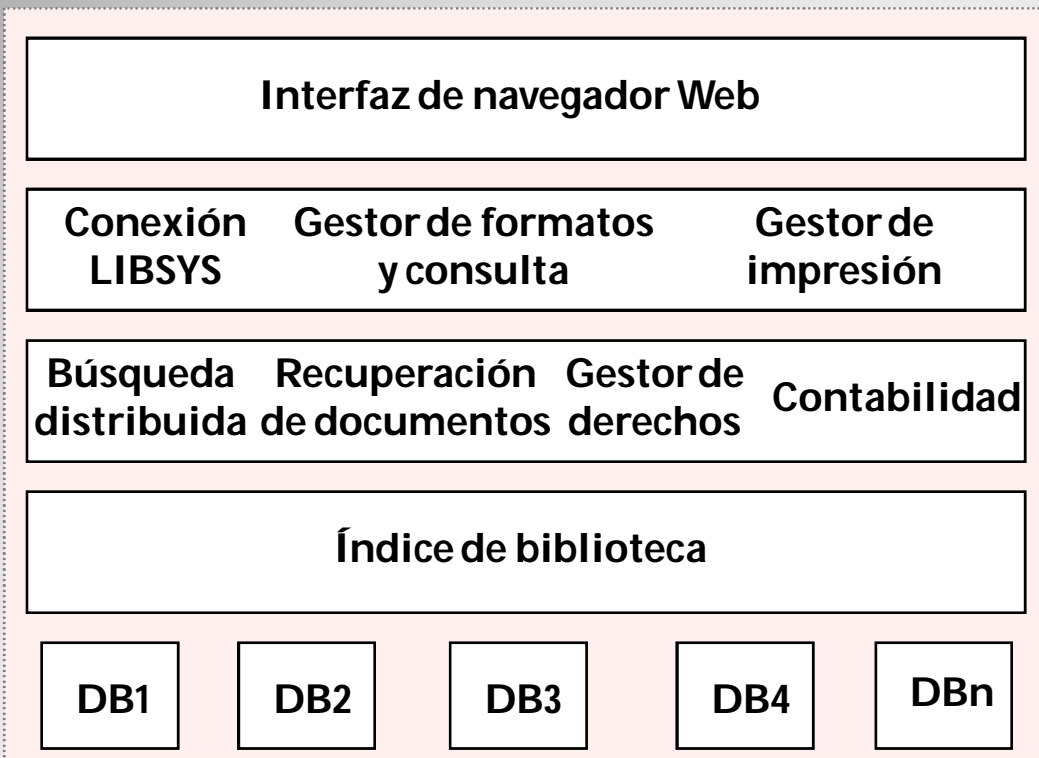 Interfaz de navegador Web
Conexión
LIBSYS
Gestor de formatos
y consulta
Gestor de
impresión
Búsqueda
distribuida
Recuperación
de documentos
Gestor de
derechos
Contabilidad
Índice de biblioteca
DB1
DB2
DB3
DB4
DBn